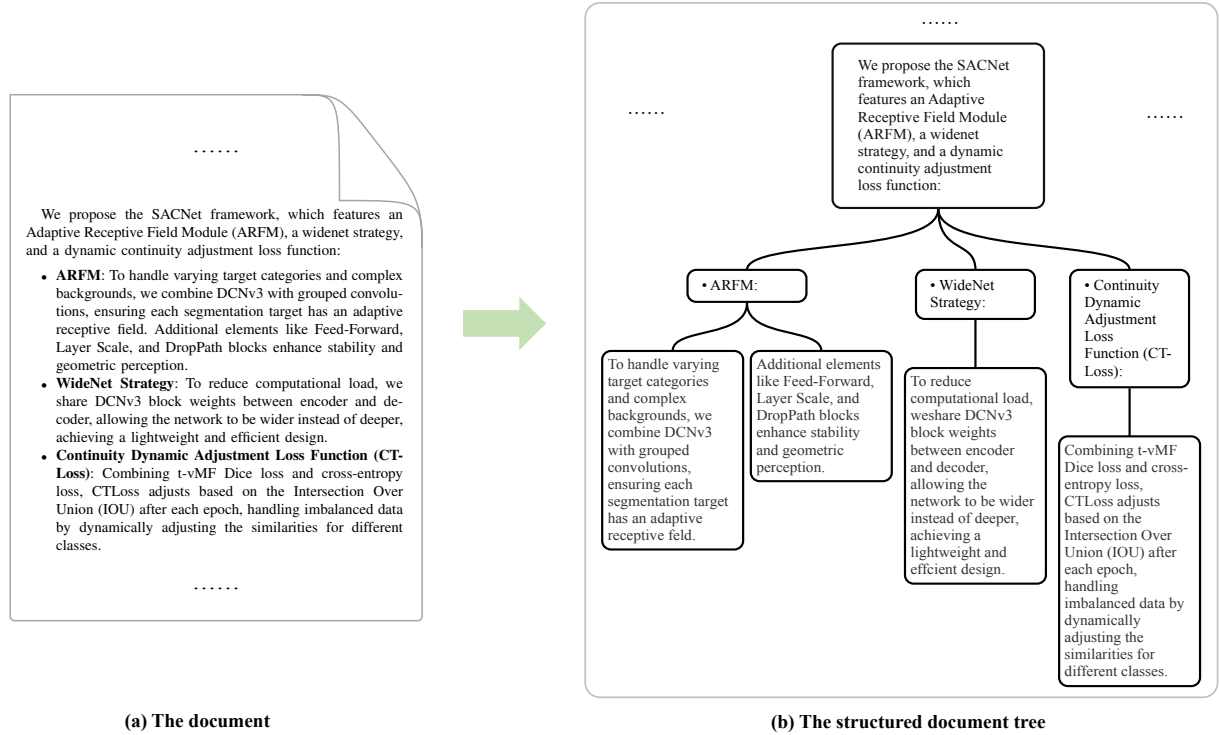 ......
We propose the SACNet framework, which features an
Adaptive Receptive Field Module (ARFM), a widenet strategy,
and a dynamic continuity adjustment loss function:
• ARFM: To handle varying target categories and complex
backgrounds, we combine DCNv3 with grouped convolu-
tions, ensuring each segmentation target has an adaptive
receptive field. Additional elements like Feed-Forward,
Layer Scale, and DropPath blocks enhance stability and
geometric perception.
• WideNet Strategy: To reduce computational load, we
share DCNv3 block weights between encoder and de-
coder, allowing the network to be wider instead of deeper,
achieving a lightweight and efficient design.
• Continuity Dynamic Adjustment Loss Function (CT-
Loss): Combining t-vMF Dice loss and cross-entropy
loss, CTLoss adjusts based on the Intersection Over
Union (IOU) after each epoch, handling imbalanced data
by dynamically adjusting the similarities for different
classes.
......
(a) The document
......
......
......
We propose the SACNet
framework, which
features an Adaptive
Receptive Field Module
(ARFM), a widenet
strategy, and a dynamic
continuity adjustment
loss function:
• ARFM:
• WideNet
Strategy:
• Continuity
Dynamic
Adjustment
Loss
Function (CT-
Loss):
To handle varying
target categories
and complex
backgrounds, we
combine DCNv3
with grouped
convolutions,
ensuring each
segmentation target
has an adaptive
receptive feld.
Additional elements
like Feed-Forward,
Layer Scale, and
DropPath blocks
enhance stability
and geometric
perception.
To reduce
computational load,
weshare DCNv3
block weights
between encoder
and decoder,
allowing the
network to be wider
instead of deeper,
achieving a
lightweight and
effcient design.
Combining t-vMF
Dice loss and cross-
entropy loss,
CTLoss adjusts
based on the
Intersection Over
Union (IOU) after
each epoch,
handling
imbalanced data by
dynamically
adjusting the
similarities for
different classes.
(b) The structured document tree